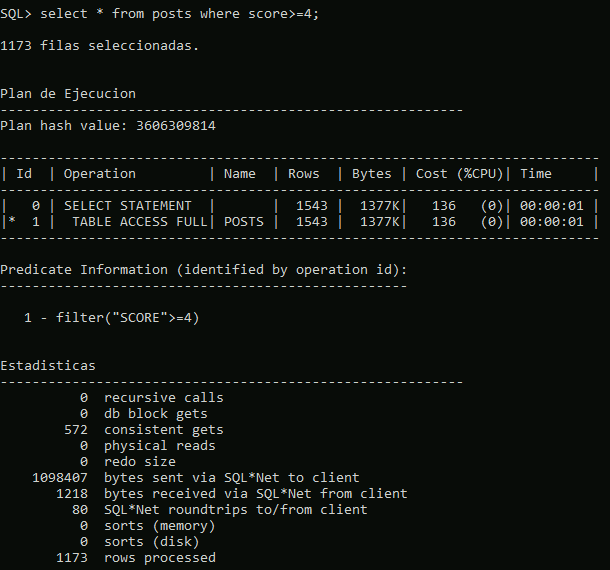 SQL> select * from posts where score>=4;

1173 filas seleccionadas.


Plan de Ejecucion
----------------------------------------------------------
Plan hash value: 3606309814

---------------------------------------------------------------------------
| Id  | Operation         | Name  | Rows  | Bytes | Cost (%CPU)| Time     |
---------------------------------------------------------------------------
|   0 | SELECT STATEMENT  |       |  1543 |  1377K|   136   (0)| 00:00:01 |
|*  1 |  TABLE ACCESS FULL| POSTS |  1543 |  1377K|   136   (0)| 00:00:01 |
---------------------------------------------------------------------------

Predicate Information (identified by operation id):
---------------------------------------------------

   1 - filter("SCORE">=4)


Estadisticas
----------------------------------------------------------
          0  recursive calls
          0  db block gets
        572  consistent gets
          0  physical reads
          0  redo size
    1098407  bytes sent via SQL*Net to client
       1218  bytes received via SQL*Net from client
         80  SQL*Net roundtrips to/from client
          0  sorts (memory)
          0  sorts (disk)
       1173  rows processed